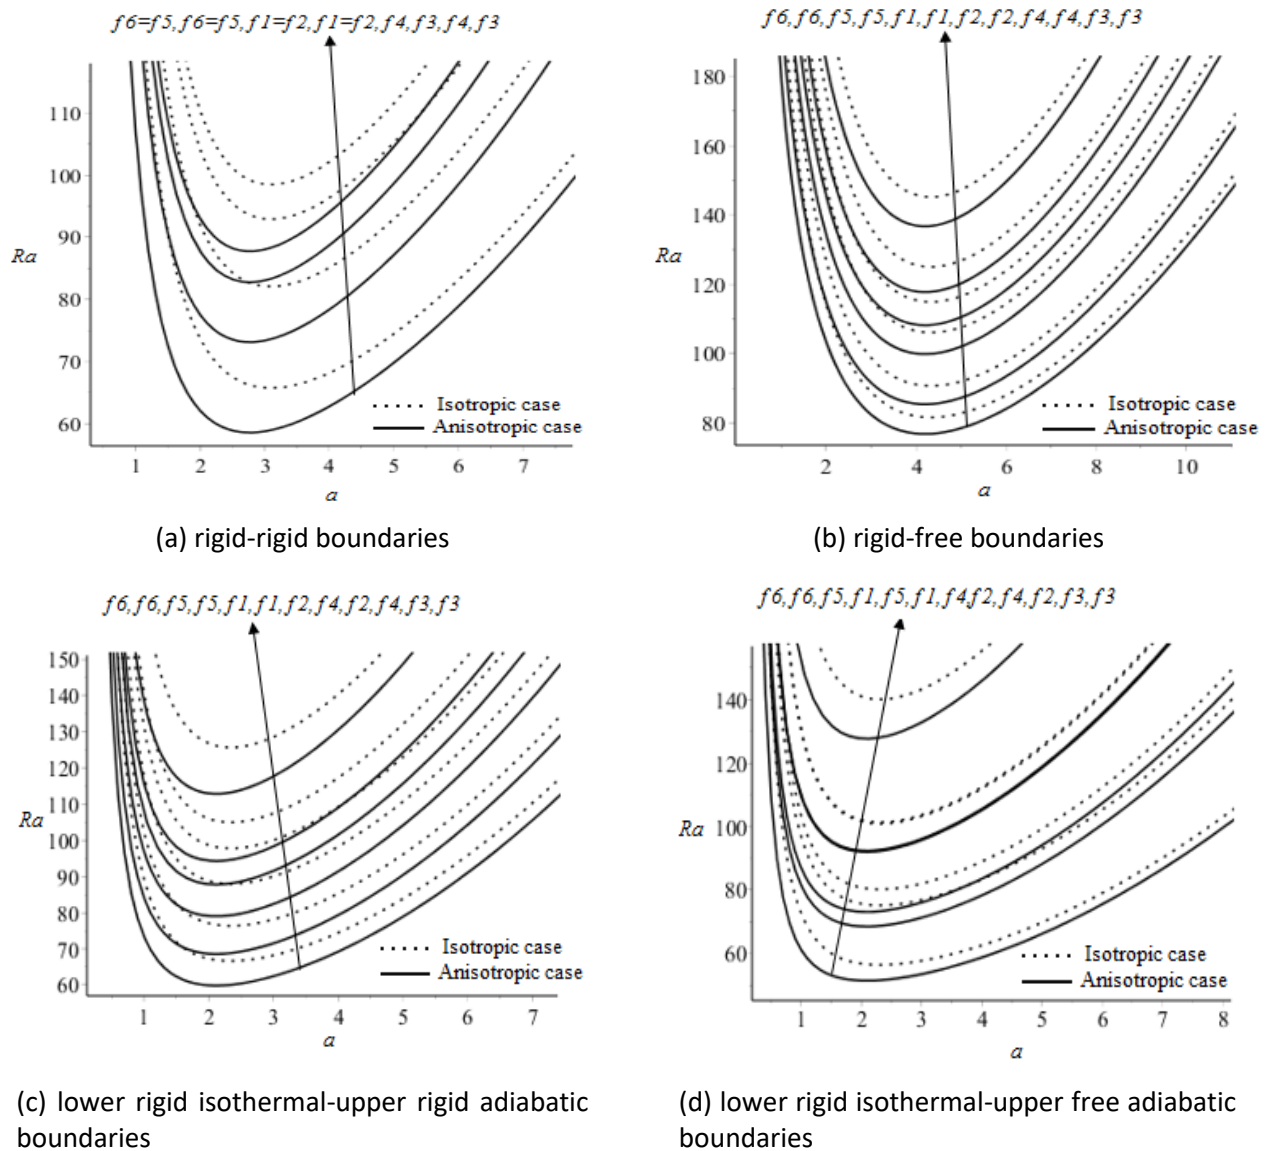 f6=f5, f6=f5, f1=f2, f1=f2, f4, f3, f4, f3
110
100
90
80
70
60
Ra
1 2 3 4 5 6 7
a
Isotropic case
Anisotropic case
(a) rigid-rigid boundaries
f6, f6, f5, f5, f1, f1, f2, f2, f4, f4, f3, f3
180
160
140
120
100
80
Ra
2 4 6 8 10
a
Isotropic case
Anisotropic case
(b) rigid-free boundaries
f6, f6, f5, f5, f1, f1, f2, f4, f2, f4, f3, f3
150
140
130
120
110
100
90
80
70
60
Ra
1 2 3 4 5 6 7
a
Isotropic case
Anisotropic case
(c) lower rigid isothermal-upper rigid adiabatic
boundaries
f6, f6, f5, f1, f5, f1, f4, f2, f4, f2, f3, f3
140
120
100
80
60
Ra
1 2 3 4 5 6 7 8
a
Isotropic case
Anisotropic case
(d) lower rigid isothermal-upper free adiabatic
boundaries